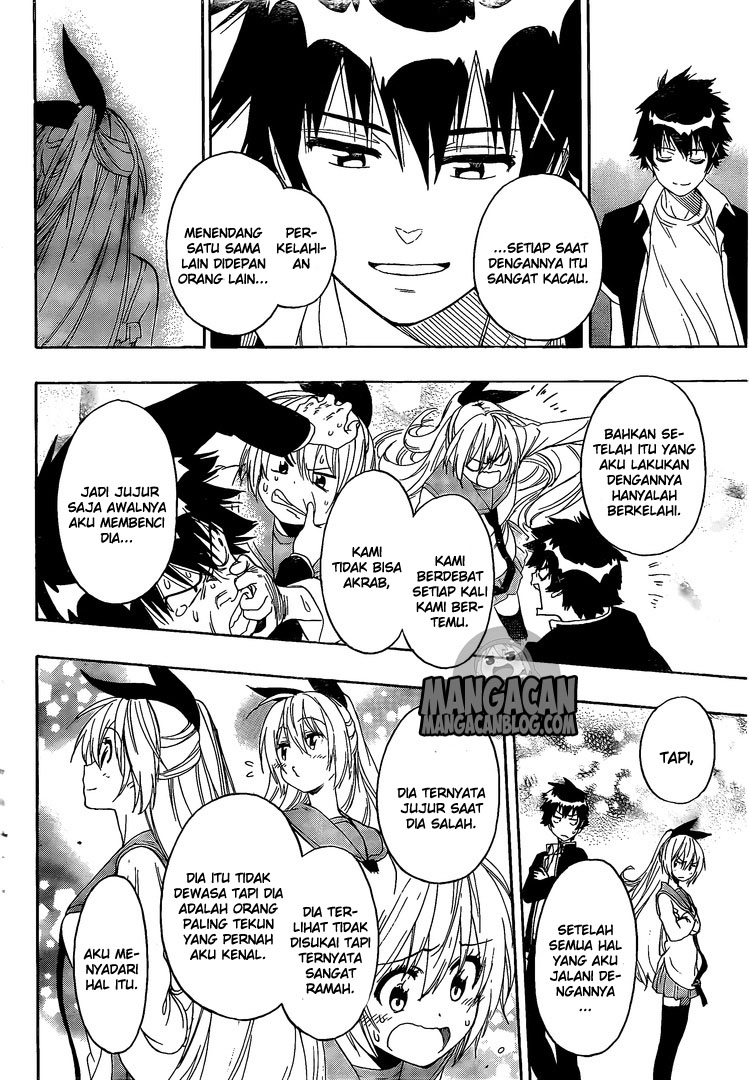 ...SETIAP SAAT
DENGANNYA ITU
SANGAT KACAU.
PER-
KELAHI-
AN
MENENDANG
SATU SAMA
LAIN DIDEPAN
ORANG LAIN...
BAHKAN SE-
TELAH ITU YANG
AKU LAKUKAN
DENGANNYA
HANYALAH
BERKELAHI.
KAMI
BERDEBAT
SETIAP KALI
KAMI BER-
TEMU.
KAMI
TIDAK BISA
AKRAB,
JADI JUJUR
SAJA AWALNYA
AKU MEMBENCI
DIA...
MANGACAN
MANGACANBLOG.COM
TAPI,
SETELAH
SEMUA HAL
YANG AKU
JALANI DE-
NGANNYA
...
DIA TERNYATA
JUJUR SAAT
DIA SALAH.
DIA TER-
LIHAT TIDAK
DISUKAI TAPI
TERNYATA
SANGAT
RAMAH.
DIA ITU TIDAK
DEWASA TAPI DIA
ADALAH ORANG
PALING TEKUN
YANG PERNAH
AKU KENAL.
AKU ME-
NYADARI
HAL ITU.